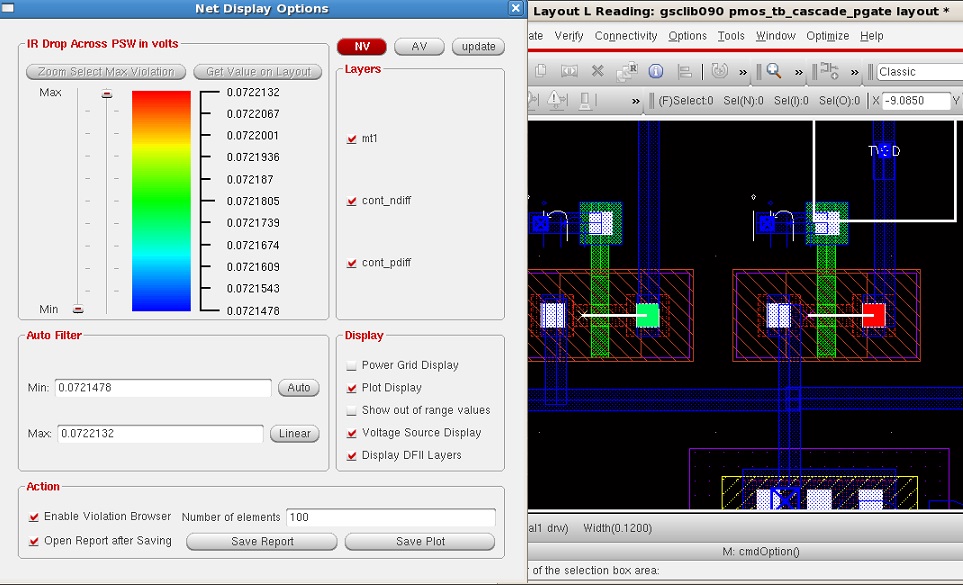 Net Display Options
IR Drop Across PSW in volts
Zoom Select Max Violation
Get Value on Layout
Max
0.0722132
0.0722067
0.0722001
0.0721936
0.072187
0.0721805
0.0721739
0.0721674
0.0721609
0.0721543
0.0721478
Min
NV
AV
update
Layers
mt1
cont_ndiff
cont_pdiff
Auto Filter
Min: 0.0721478
Auto
Max: 0.0722132
Linear
Display
Power Grid Display
Plot Display
Show out of range values
Voltage Source Display
Display DFII Layers
Action
Enable Violation Browser
Number of elements 100
Open Report after Saving
Save Report
Save Plot
Layout L Reading: gsclib090 pmos_tb_cascade_pgate layout *
ate Verify Connectivity Options Tools Window Optimize Help
» » » Classic
» (F)Select:0 Sel(N):0 Sel(I):0 Sel(O):0 X -9.0850 Y
al1 drw) Width(0.1200)
M: cmdOption()
r of the selection box area: